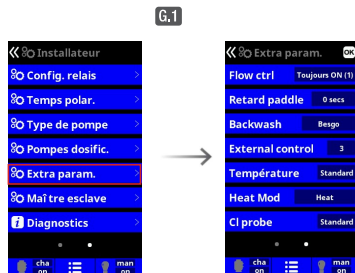 G.1
Installateur
Config. relais
Temps polar.
Type de pompe
Pompes dosific.
Extra param.
Maître esclave
Diagnostics
cha on
man on
Extra param. OK
Flow ctrl Toujours ON (1)
Retard paddle 0 secs
Backwash Besgo
External control 3
Température Standard
Heat Mod Heat
Cl probe Standard
cha on
man on